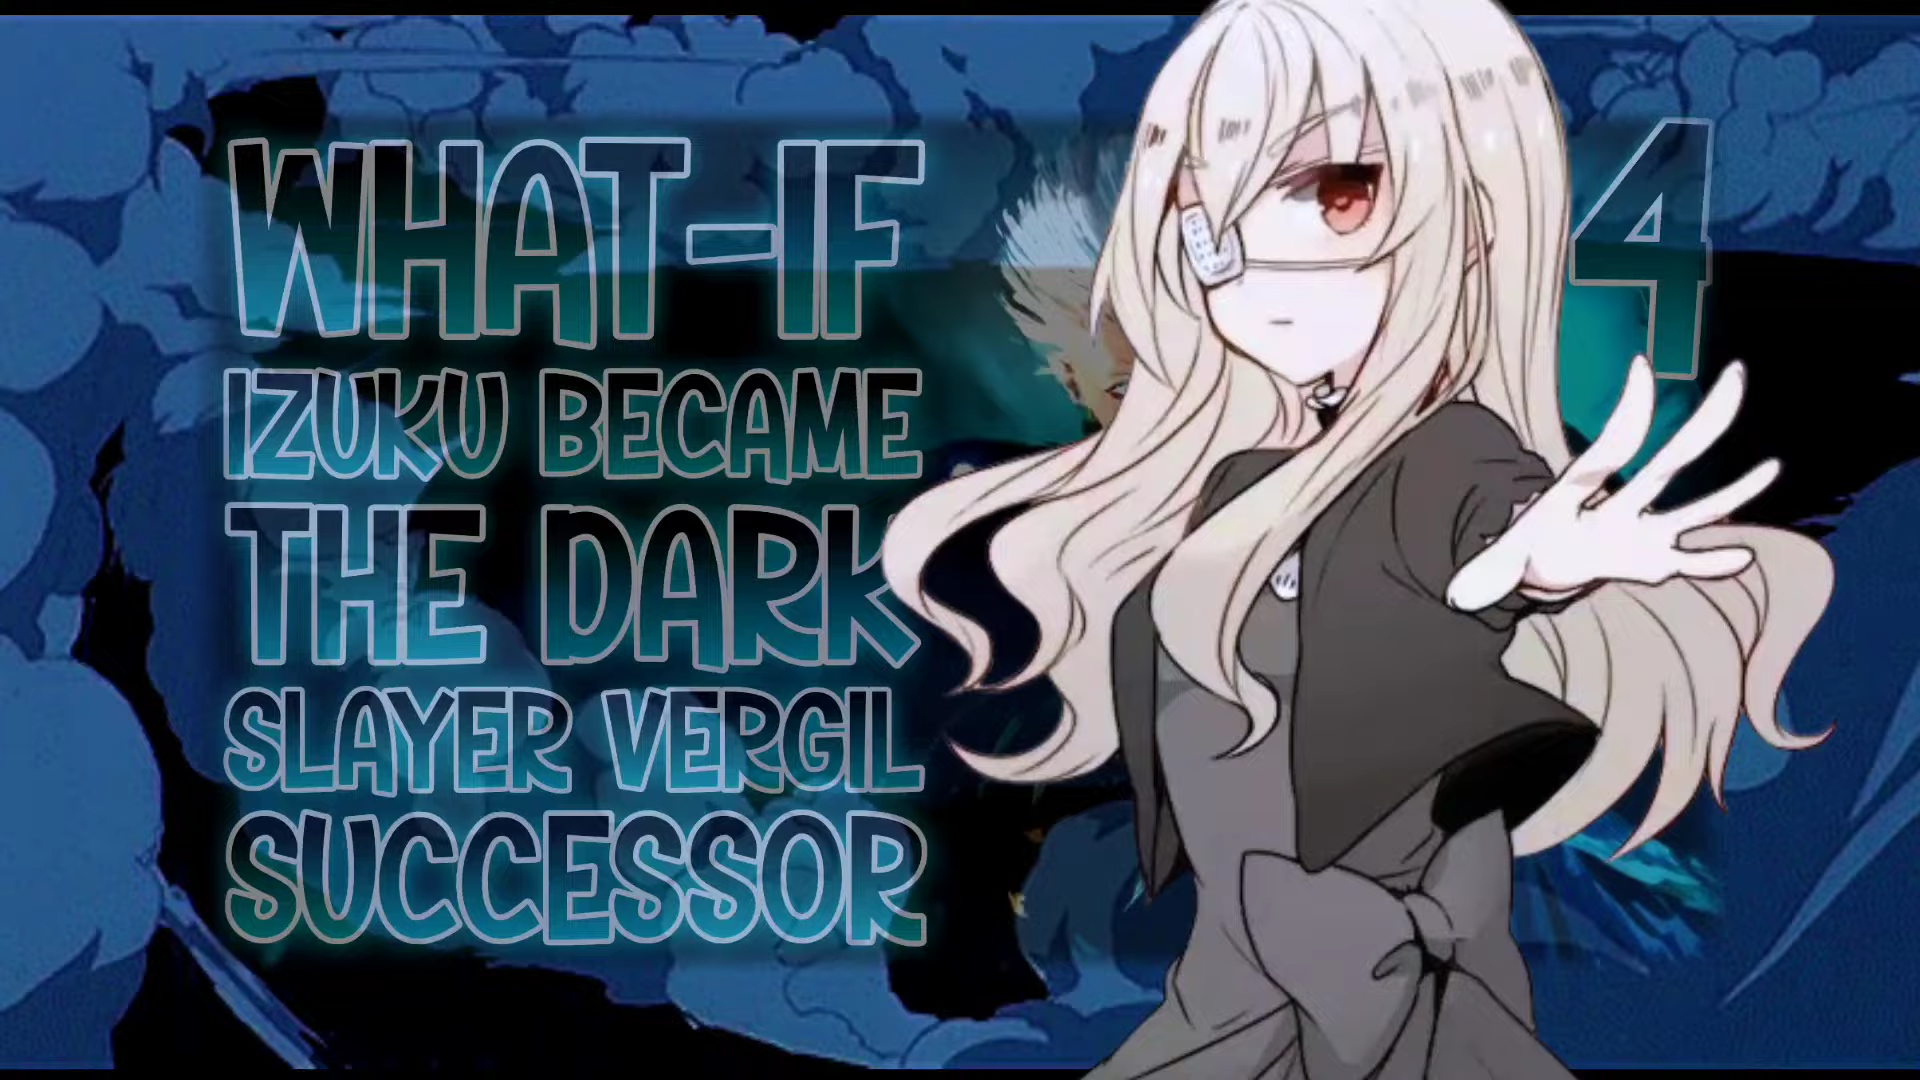 WHAT-IF
4
IZUKU BECAME
THE DARK
SLAYER VERGIL
SUCCESSOR